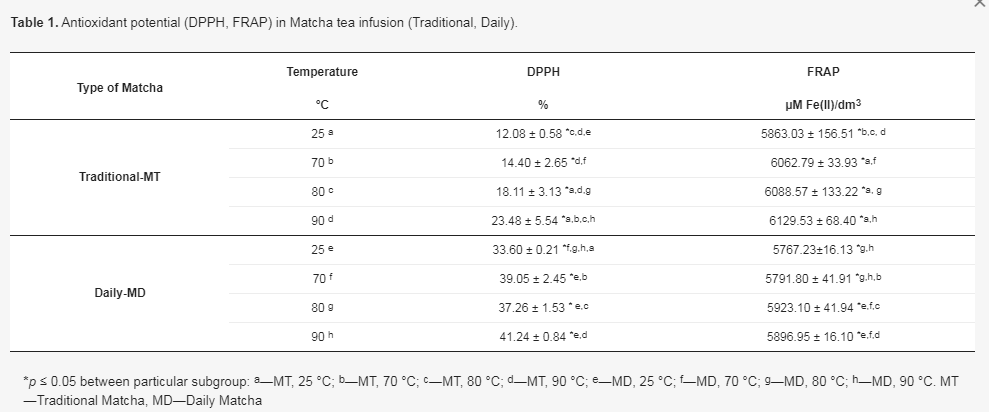 Table 1. Antioxidant potential (DPPH, FRAP) in Matcha tea infusion (Traditional, Daily).
Type of Matcha Temperature DPPH FRAP
°C % µM Fe(II)/dm³
Traditional-MT
25 a 12.08 ± 0.58 *c,d,e 5863.03 ± 156.51 *b,c, d
70 b 14.40 ± 2.65 *d,f 6062.79 ± 33.93 *a,f
80 c 18.11 ± 3.13 *a,d,g 6088.57 ± 133.22 *a, g
90 d 23.48 ± 5.54 *a,b,c,h 6129.53 ± 68.40 *a,h
Daily-MD
25 e 33.60 ± 0.21 *f,g,h,a 5767.23±16.13 *g,h
70 f 39.05 ± 2.45 *e,b 5791.80 ± 41.91 *g,h,b
80 g 37.26 ± 1.53 * e,c 5923.10 ± 41.94 *e,f,c
90 h 41.24 ± 0.84 *e,d 5896.95 ± 16.10 *e,f,d
*p ≤ 0.05 between particular subgroup: a—MT, 25 °C; b—MT, 70 °C; c—MT, 80 °C; d—MT, 90 °C; e—MD, 25 °C; f—MD, 70 °C; g—MD, 80 °C; h—MD, 90 °C. MT
—Traditional Matcha, MD—Daily Matcha